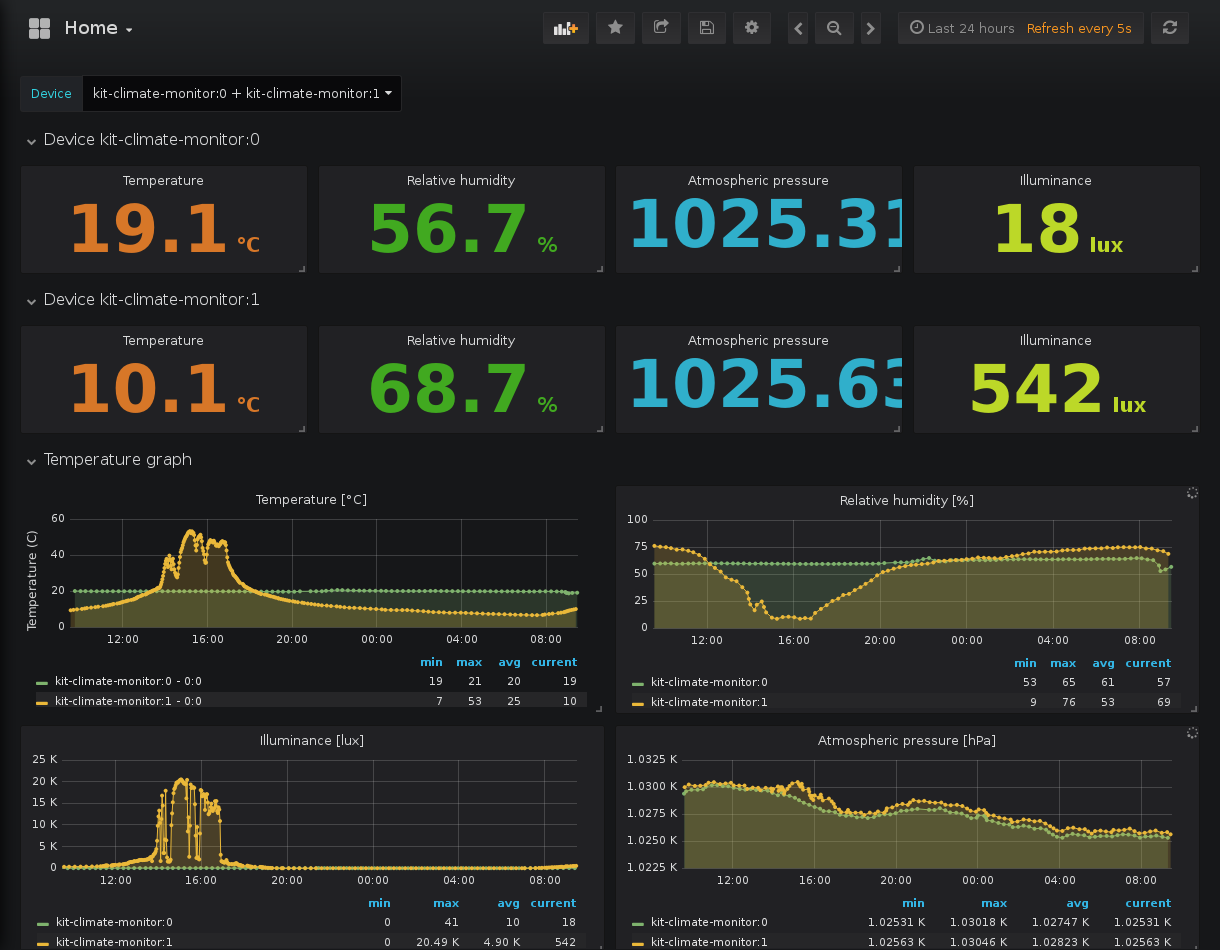 Home
Last 24 hours Refresh every 5s
Device kit-climate-monitor:0 + kit-climate-monitor:1
Device kit-climate-monitor:0
Temperature Relative humidity Atmospheric pressure Illuminance
19.1 °C 56.7 % 1025.31 18 lux
Device kit-climate-monitor:1
Temperature Relative humidity Atmospheric pressure Illuminance
10.1 °C 68.7 % 1025.63 542 lux
Temperature graph
Temperature [°C]
Temperature (C)
60
40
20
0
12:00 16:00 20:00 00:00 04:00 08:00
min max avg current
kit-climate-monitor:0 - 0:0 19 21 20 19
kit-climate-monitor:1 - 0:0 7 53 25 10
Relative humidity [%]
100
75
50
25
0
12:00 16:00 20:00 00:00 04:00 08:00
min max avg current
kit-climate-monitor:0 53 65 61 57
kit-climate-monitor:1 9 76 53 69
Illuminance [lux]
25 K
20 K
15 K
10 K
5 K
0
12:00 16:00 20:00 00:00 04:00 08:00
min max avg current
kit-climate-monitor:0 0 41 10 18
kit-climate-monitor:1 0 20.49 K 4.90 K 542
Atmospheric pressure [hPa]
1.0325 K
1.0300 K
1.0275 K
1.0250 K
1.0225 K
12:00 16:00 20:00 00:00 04:00 08:00
min max avg current
kit-climate-monitor:0 1.02531 K 1.03018 K 1.02747 K 1.02531 K
kit-climate-monitor:1 1.02563 K 1.03046 K 1.02823 K 1.02563 K